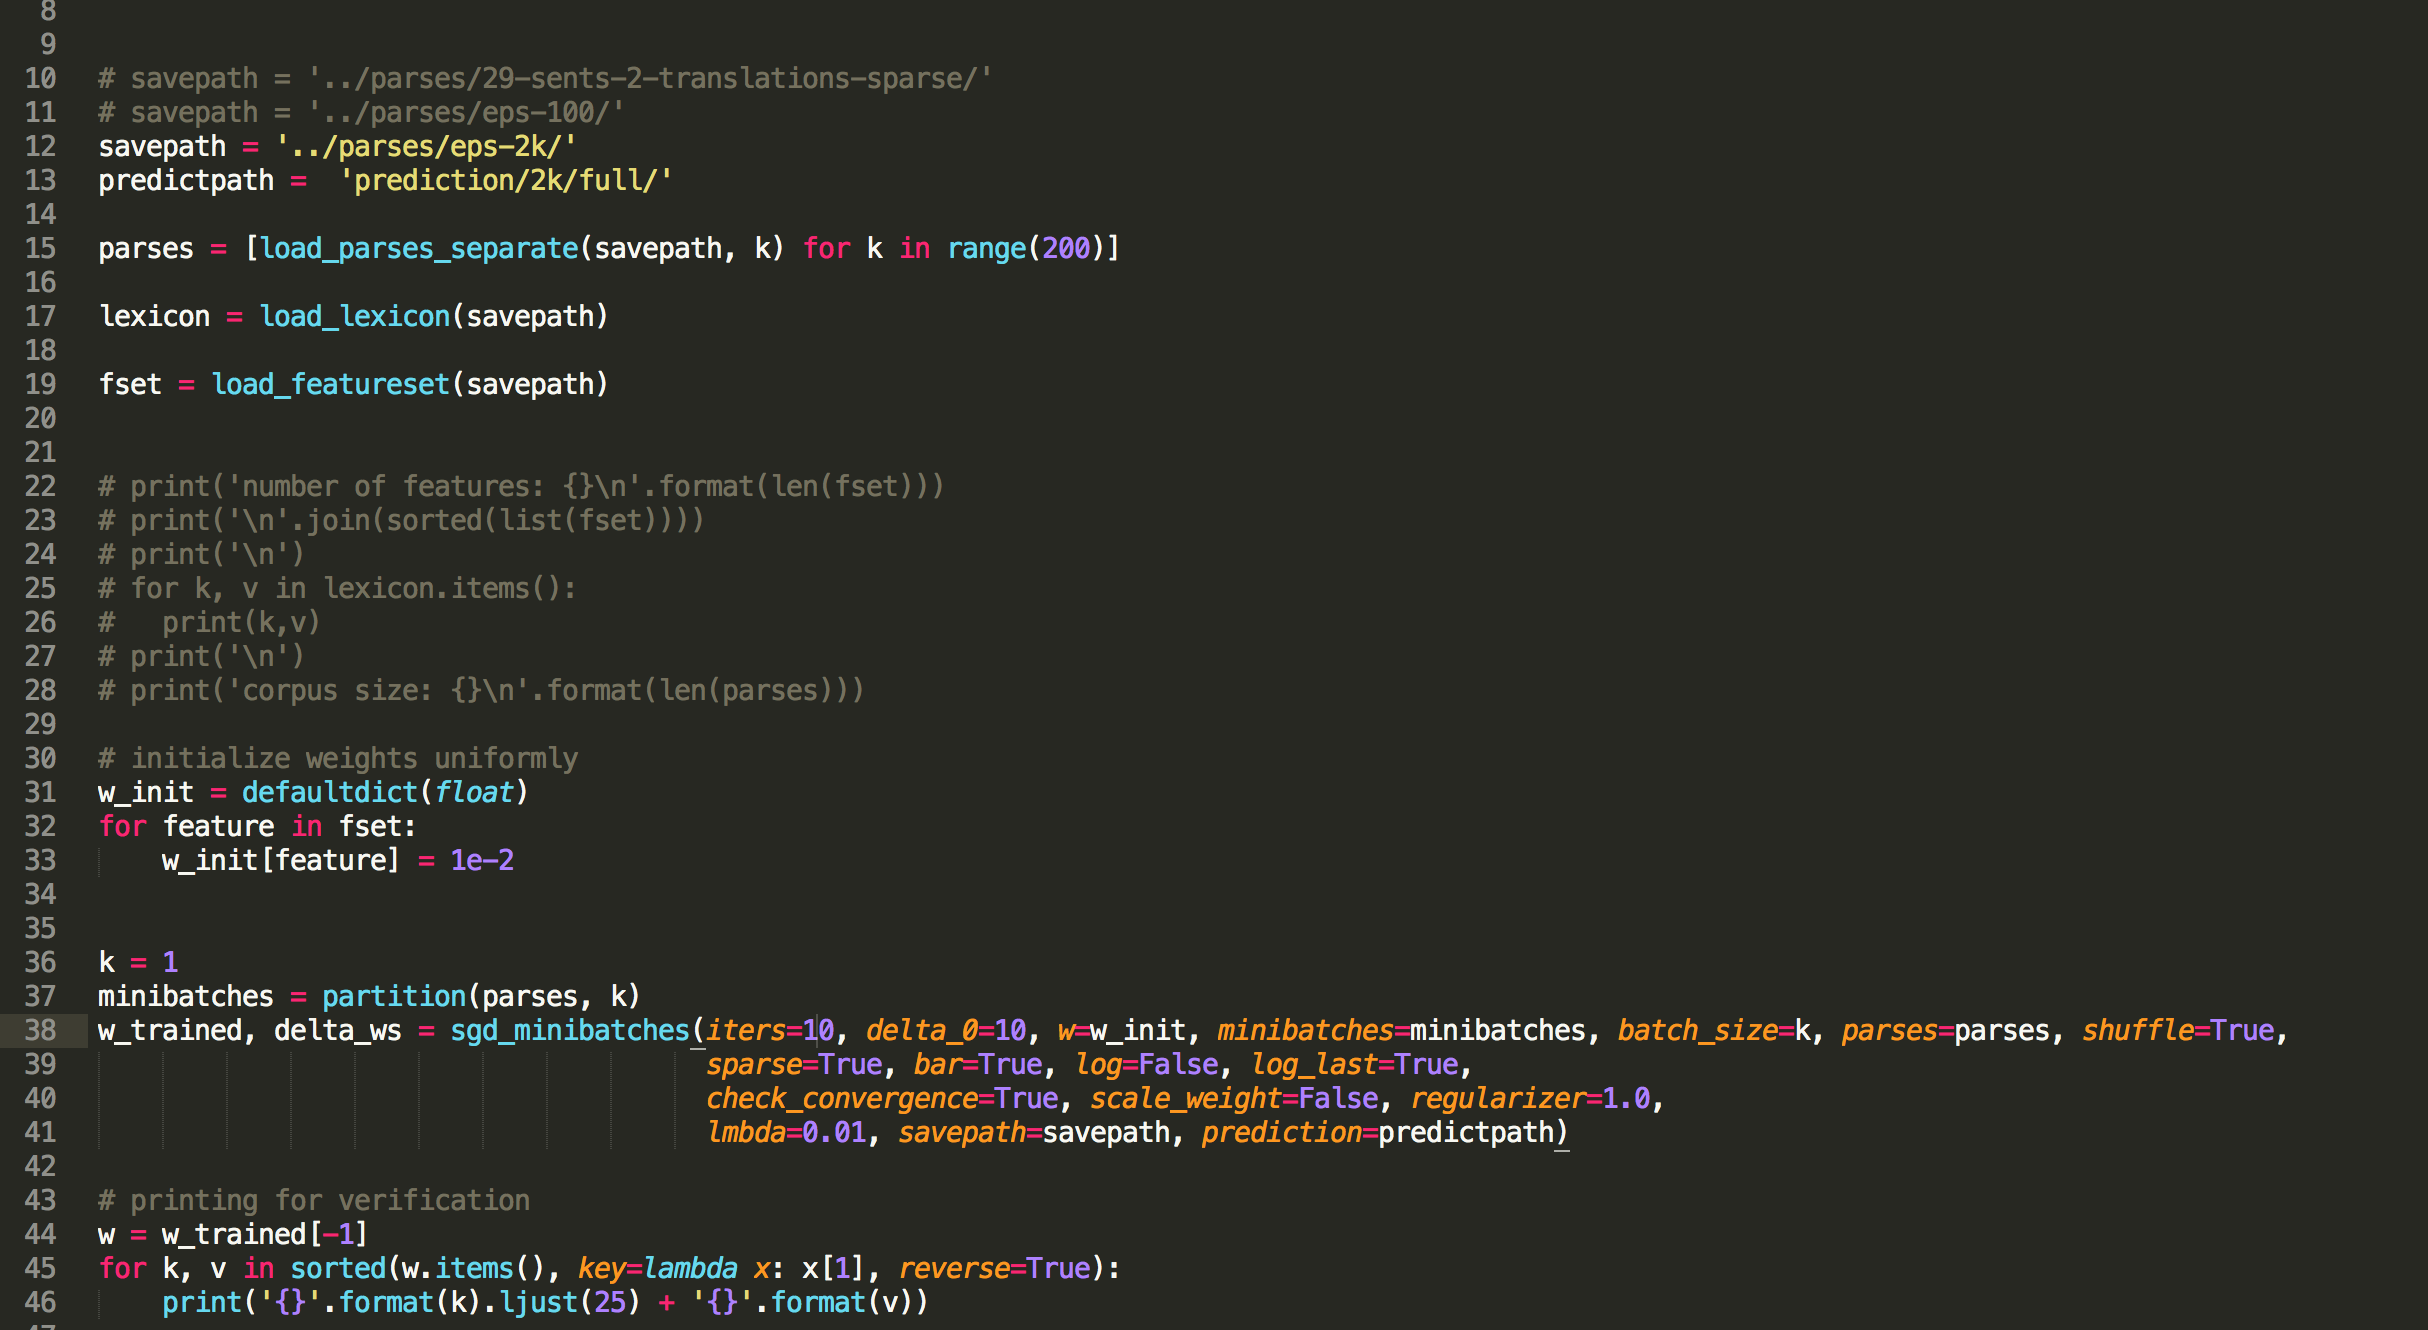 8
9
10 # savepath = '../parses/29-sents-2-translations-sparse/'
11 # savepath = '../parses/eps-100/'
12 savepath = '../parses/eps-2k/'
13 predictpath =  'prediction/2k/full/'
14
15 parses = [load_parses_separate(savepath, k) for k in range(200)]
16
17 lexicon = load_lexicon(savepath)
18
19 fset = load_featureset(savepath)
20
21
22 # print('number of features: {}\n'.format(len(fset)))
23 # print('\n'.join(sorted(list(fset))))
24 # print('\n')
25 # for k, v in lexicon.items():
26 #   print(k,v)
27 # print('\n')
28 # print('corpus size: {}\n'.format(len(parses)))
29
30 # initialize weights uniformly
31 w_init = defaultdict(float)
32 for feature in fset:
33     w_init[feature] = 1e-2
34
35
36 k = 1
37 minibatches = partition(parses, k)
38 w_trained, delta_ws = sgd_minibatches(iters=10, delta_0=10, w=w_init, minibatches=minibatches, batch_size=k, parses=parses, shuffle=True,
39                                       sparse=True, bar=True, log=False, log_last=True,
40                                       check_convergence=True, scale_weight=False, regularizer=1.0,
41                                       lmbda=0.01, savepath=savepath, prediction=predictpath)
42
43 # printing for verification
44 w = w_trained[-1]
45 for k, v in sorted(w.items(), key=lambda x: x[1], reverse=True):
46     print('{}'.format(k).ljust(25) + '{}'.format(v))
47